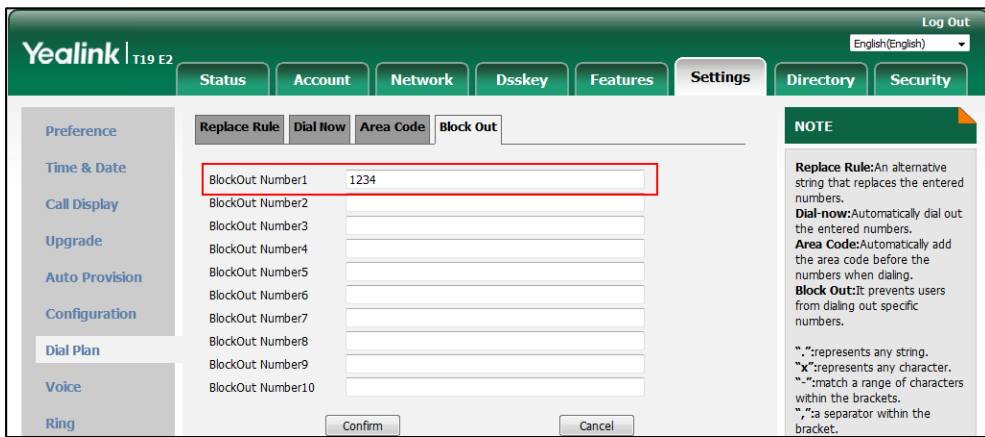 Log Out
Yealink T19 E2
English(English)
Status Account Network Dsskey Features Settings Directory Security
Preference
Time & Date
Call Display
Upgrade
Auto Provision
Configuration
Dial Plan
Voice
Ring
Replace Rule Dial Now Area Code Block Out
BlockOut Number1 1234
BlockOut Number2
BlockOut Number3
BlockOut Number4
BlockOut Number5
BlockOut Number6
BlockOut Number7
BlockOut Number8
BlockOut Number9
BlockOut Number10
Confirm Cancel
NOTE
Replace Rule:An alternative
string that replaces the entered
numbers.
Dial-now:Automatically dial out
the entered numbers.
Area Code:Automatically add
the area code before the
numbers when dialing.
Block Out:It prevents users
from dialing out specific
numbers.
".":represents any string.
"x":represents any character.
"-":match a range of characters
within the brackets.
",":a separator within the
bracket.